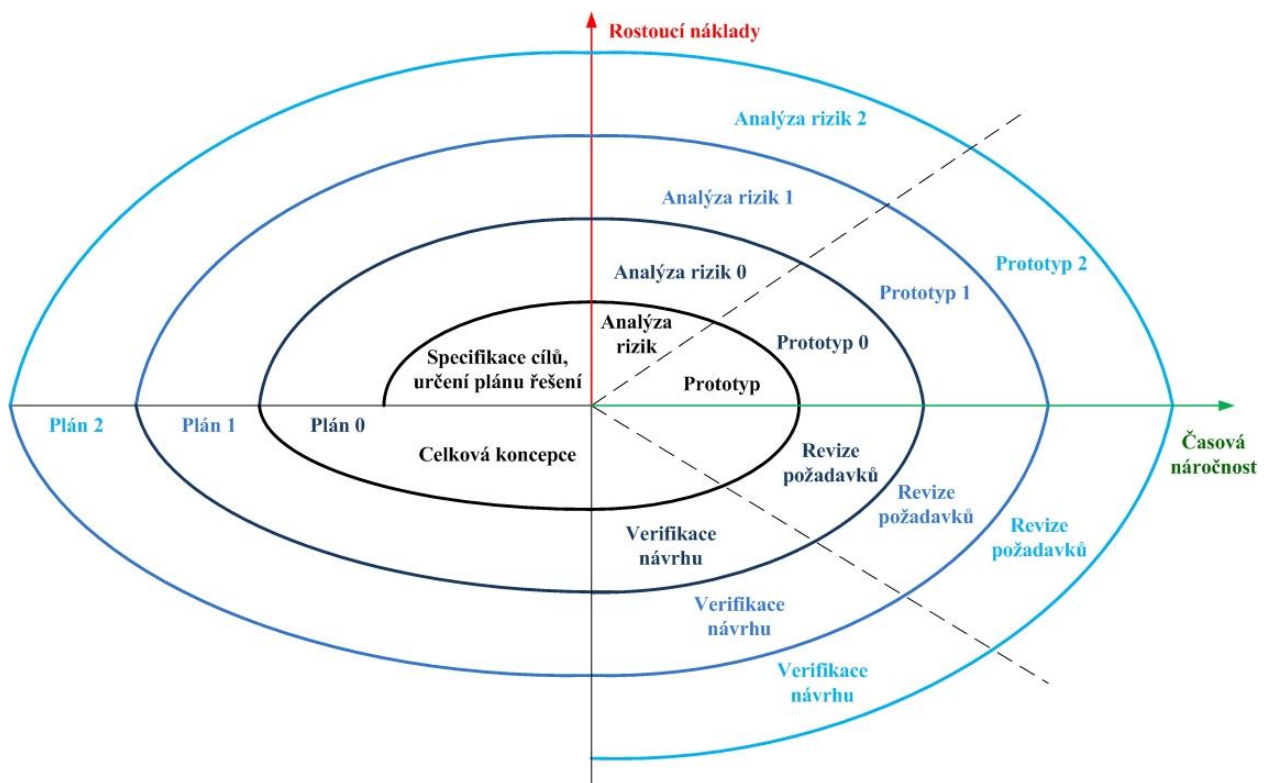 Rostoucí náklady
Analýza rizik 2
Analýza rizik 1
Prototyp 2
Analýza rizik 0
Prototyp 1
Analýza
rizik
Prototyp 0
Specifikace cílů,
určení plánu řešení
Prototyp
Plán 2
Plán 1
Plán 0
Časová
náročnost
Celková koncepce
Revize
požadavků
Revize
požadavků
Revize
požadavků
Verifikace
návrhu
Verifikace
návrhu
Verifikace
návrhu